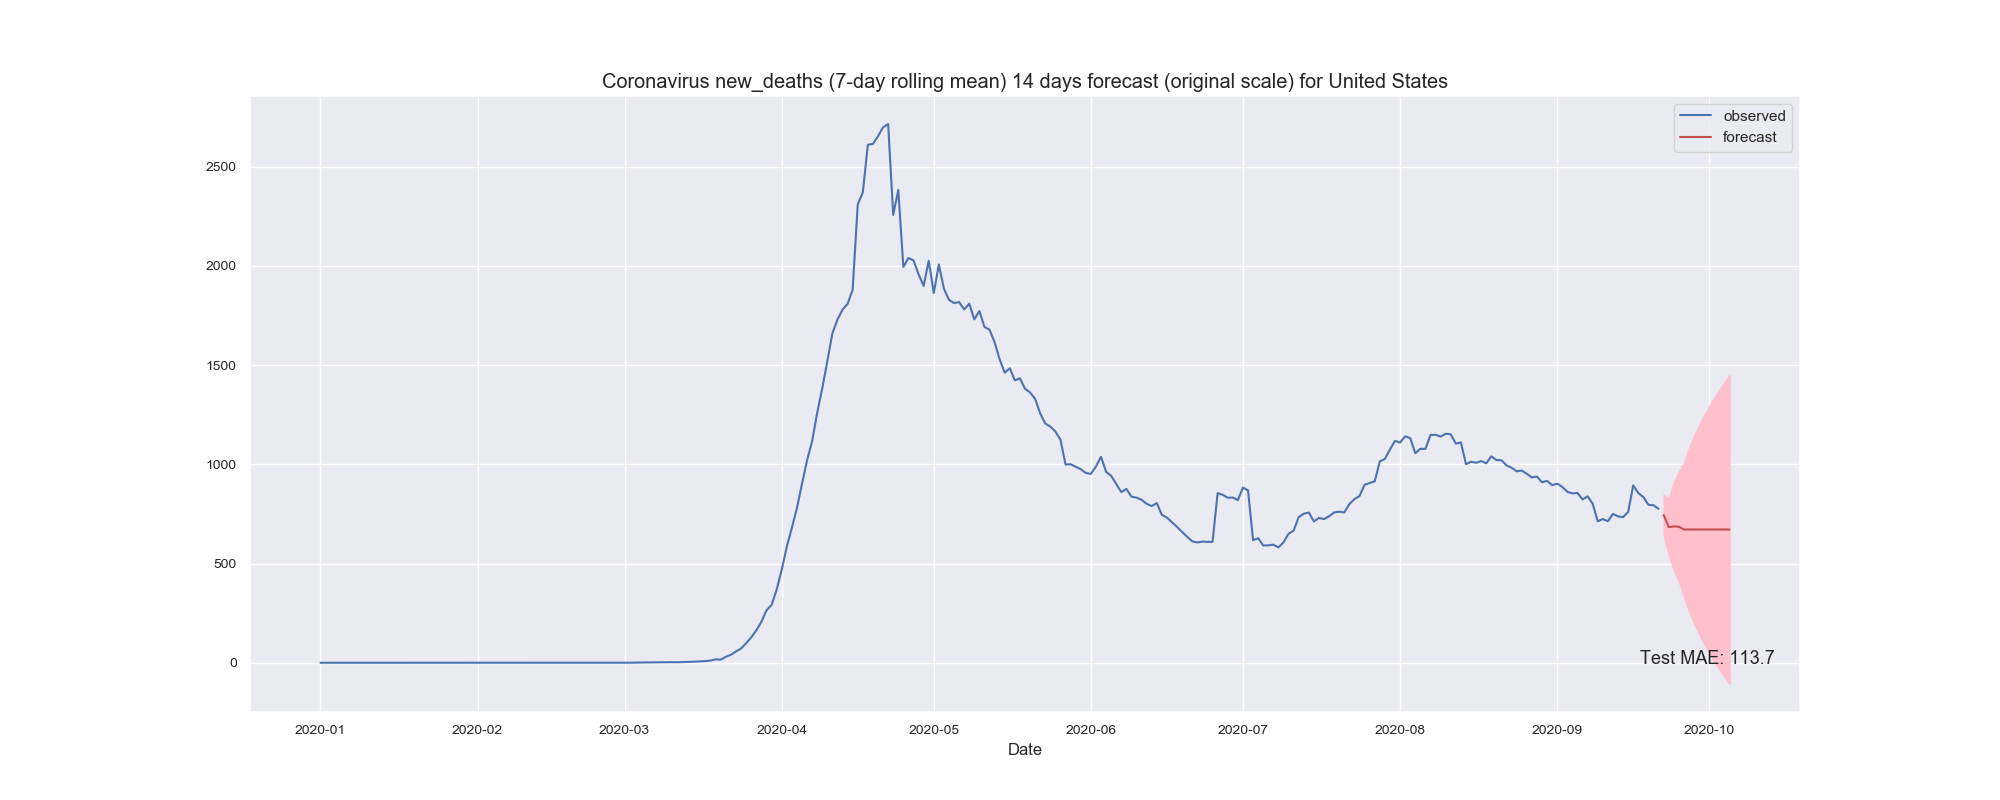 Coronavirus new_deaths (7-day rolling mean) 14 days forecast (original scale) for United States
observed
forecast
2500
2000
1500
1000
500
0
Test MAE: 113.7
2020-01 2020-02 2020-03 2020-04 2020-05 2020-06 2020-07 2020-08 2020-09 2020-10
Date